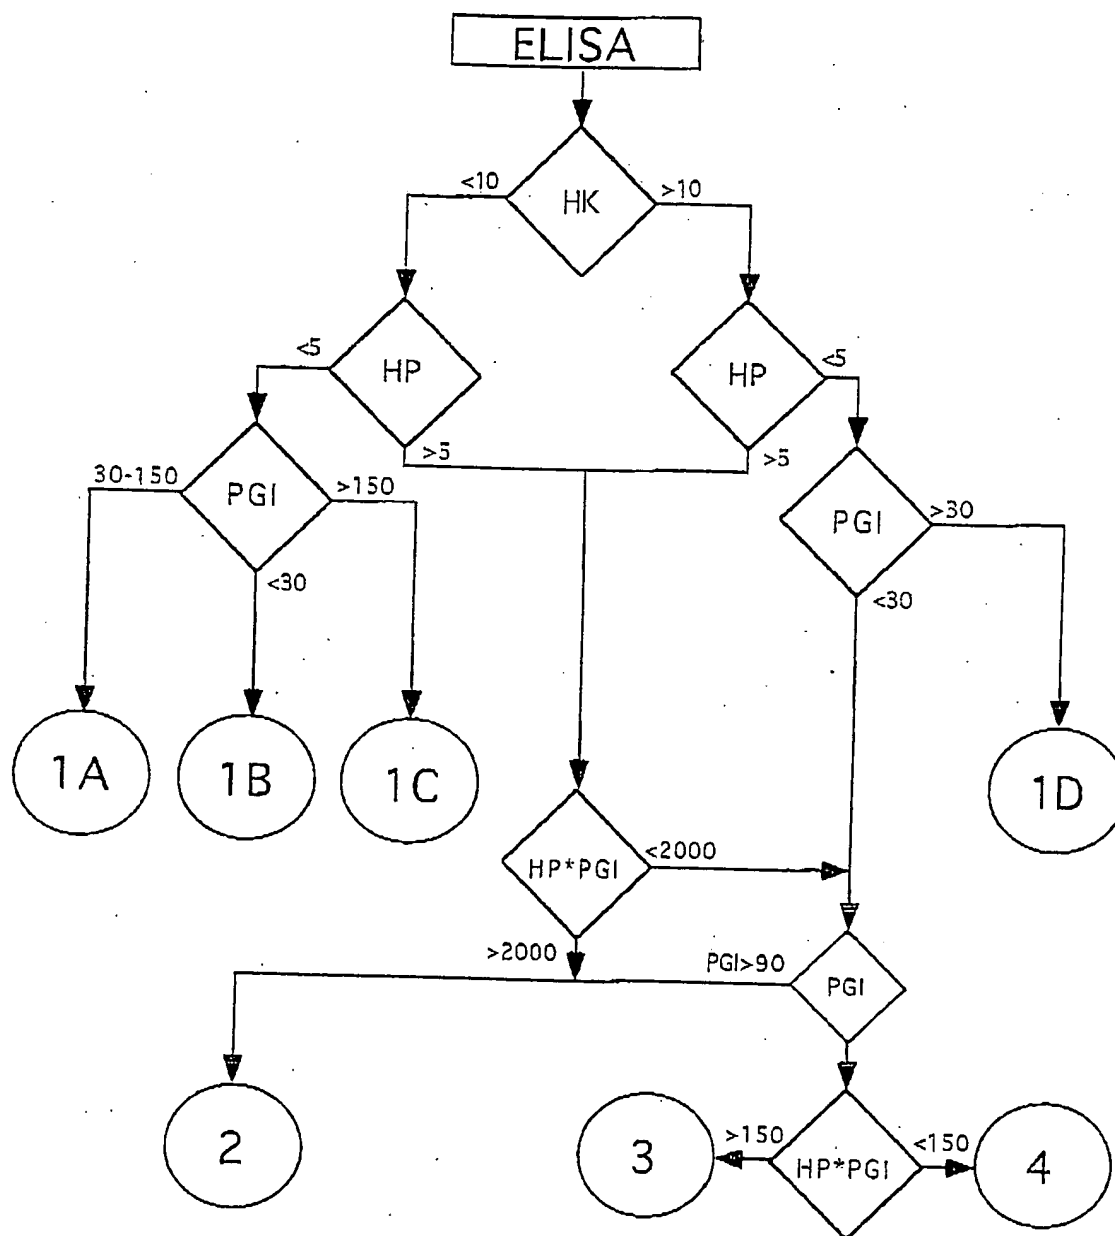 ELISA
<10
HK
>10
<5
HP
HP
<5
>5
>5
30-150
PGI
>150
<30
PGI
>30
<30
1A
1B
1C
1D
HP*PGI
<2000
>2000
PGI>90
PGI
2
3
>150
HP*PGI
<150
4